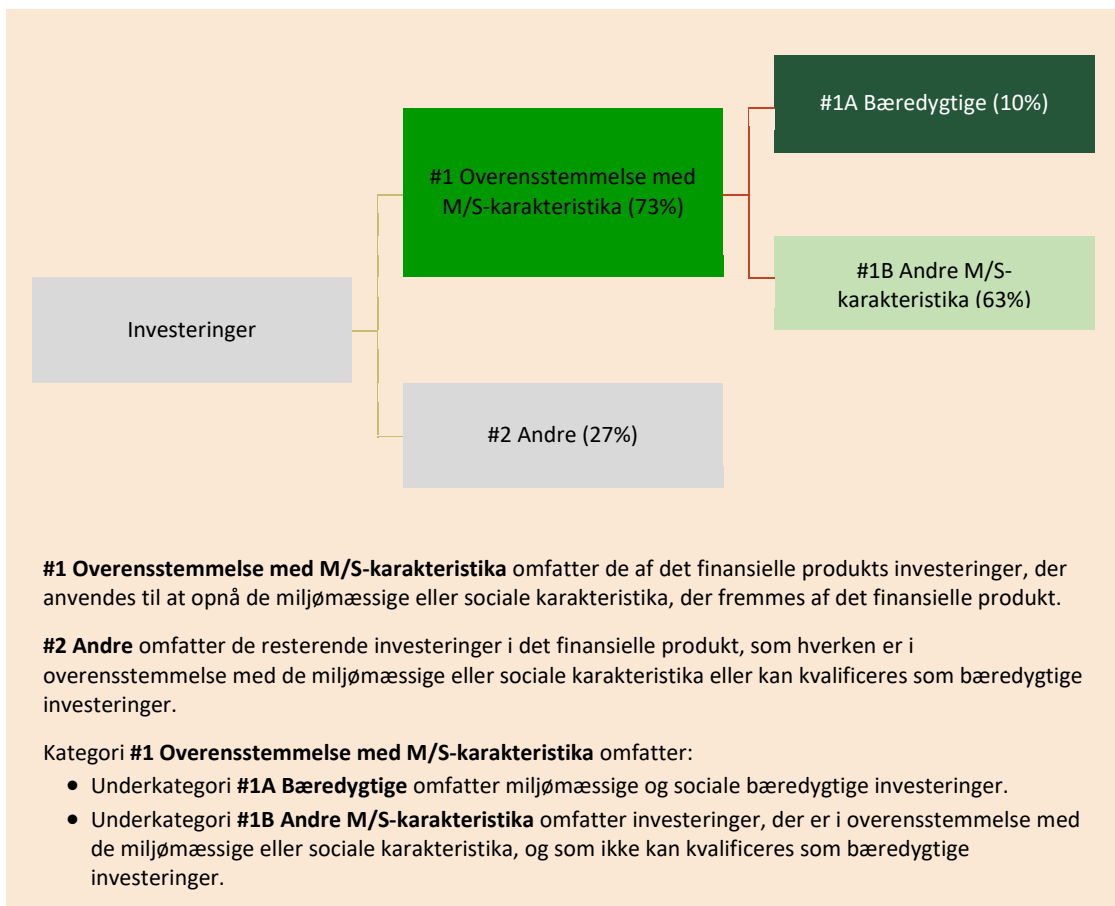 #1A Bæredygtige (10%)
#1 Overensstemmelse med
M/S-karakteristika (73%)
#1B Andre M/S-
karakteristika (63%)
Investeringer
#2 Andre (27%)
#1 Overensstemmelse med M/S-karakteristika omfatter de af det finansielle produkts investeringer, der
anvendes til at opnå de miljømæssige eller sociale karakteristika, der fremmes af det finansielle produkt.
#2 Andre omfatter de resterende investeringer i det finansielle produkt, som hverken er i
overensstemmelse med de miljømæssige eller sociale karakteristika eller kan kvalificeres som bæredygtige
investeringer.
Kategori #1 Overensstemmelse med M/S-karakteristika omfatter:
• Underkategori #1A Bæredygtige omfatter miljømæssige og sociale bæredygtige investeringer.
• Underkategori #1B Andre M/S-karakteristika omfatter investeringer, der er i overensstemmelse med
de miljømæssige eller sociale karakteristika, og som ikke kan kvalificeres som bæredygtige
investeringer.